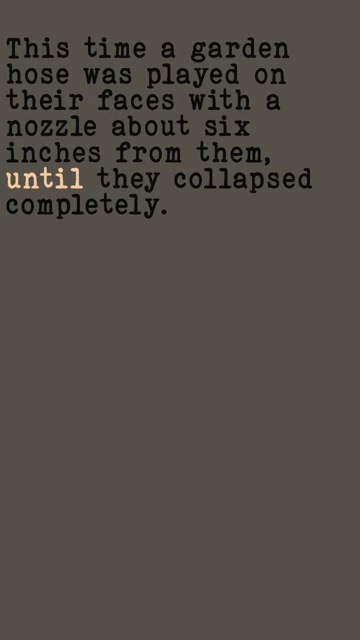 This time a garden
hose was played on
their faces with a
nozzle about six
inches from them,
until they collapsed
completely.